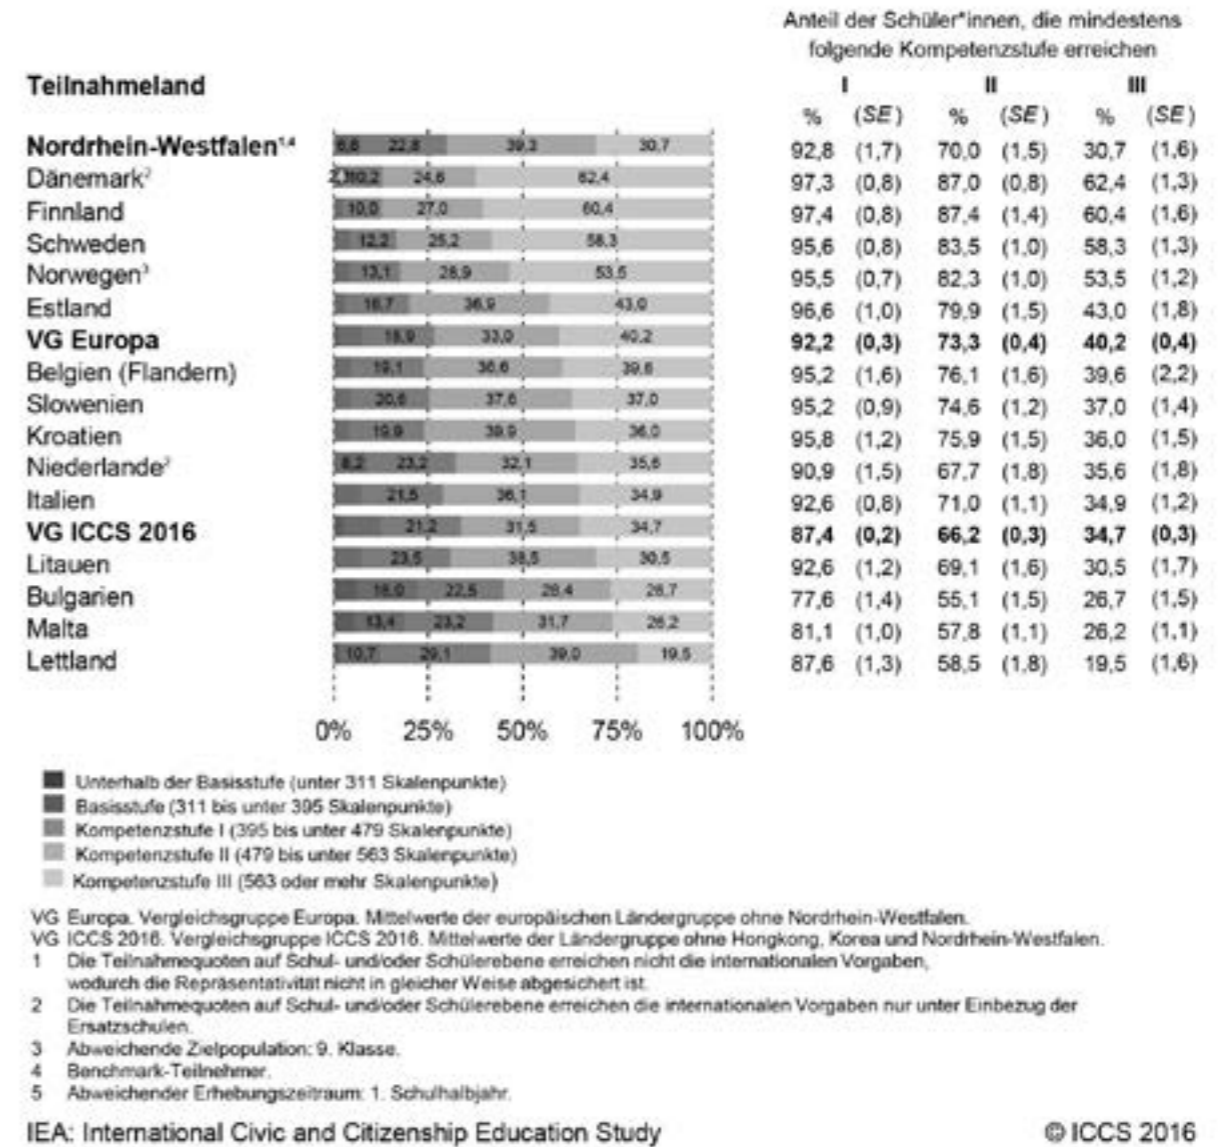 Anteil der Schüler*innen, die mindestens
folgende Kompetenzstufe erreichen
Teilnahmeland I II III
% (SE) % (SE) % (SE)
Nordrhein-Westfalen¹,⁴ 6,6 22,8 39,3 30,7 92,8 (1,7) 70,0 (1,5) 30,7 (1,6)
Dänemark² 10,2 24,6 62,4 97,3 (0,8) 87,0 (0,8) 62,4 (1,3)
Finnland 10,0 27,0 60,4 97,4 (0,8) 87,4 (1,4) 60,4 (1,6)
Schweden 12,2 25,2 58,3 95,6 (0,8) 83,5 (1,0) 58,3 (1,3)
Norwegen³ 13,1 28,9 53,5 95,5 (0,7) 82,3 (1,0) 53,5 (1,2)
Estland 16,7 36,9 43,0 96,6 (1,0) 79,9 (1,5) 43,0 (1,8)
VG Europa 18,9 33,0 40,2 92,2 (0,3) 73,3 (0,4) 40,2 (0,4)
Belgien (Flandern) 19,1 36,6 39,6 95,2 (1,6) 76,1 (1,6) 39,6 (2,2)
Slowenien 20,6 37,6 37,0 95,2 (0,9) 74,6 (1,2) 37,0 (1,4)
Kroatien 19,9 39,9 36,0 95,8 (1,2) 75,9 (1,5) 36,0 (1,5)
Niederlande² 8,2 23,2 32,1 35,6 90,9 (1,5) 67,7 (1,8) 35,6 (1,8)
Italien 21,5 36,1 34,9 92,6 (0,8) 71,0 (1,1) 34,9 (1,2)
VG ICCS 2016 21,2 31,5 34,7 87,4 (0,2) 66,2 (0,3) 34,7 (0,3)
Litauen 23,5 38,5 30,5 92,6 (1,2) 69,1 (1,6) 30,5 (1,7)
Bulgarien 16,0 22,5 28,4 26,7 77,6 (1,4) 55,1 (1,5) 26,7 (1,5)
Malta 13,4 23,2 31,7 26,2 81,1 (1,0) 57,8 (1,1) 26,2 (1,1)
Lettland 10,7 29,1 39,0 19,5 87,6 (1,3) 58,5 (1,8) 19,5 (1,6)
0% 25% 50% 75% 100%
Unterhalb der Basisstufe (unter 311 Skalenpunkte)
Basisstufe (311 bis unter 395 Skalenpunkte)
Kompetenzstufe I (395 bis unter 479 Skalenpunkte)
Kompetenzstufe II (479 bis unter 563 Skalenpunkte)
Kompetenzstufe III (563 oder mehr Skalenpunkte)
VG Europa. Vergleichsgruppe Europa. Mittelwerte der europäischen Ländergruppe ohne Nordrhein-Westfalen.
VG ICCS 2016. Vergleichsgruppe ICCS 2016. Mittelwerte der Ländergruppe ohne Hongkong, Korea und Nordrhein-Westfalen.
1 Die Teilnahmequoten auf Schul- und/oder Schülerebene erreichen nicht die internationalen Vorgaben,
wodurch die Repräsentativität nicht in gleicher Weise abgesichert ist.
2 Die Teilnahmequoten auf Schul- und/oder Schülerebene erreichen die internationalen Vorgaben nur unter Einbezug der
Ersatzschulen.
3 Abweichende Zielpopulation: 9. Klasse.
4 Benchmark-Teilnehmer.
5 Abweichender Erhebungszeitraum: 1. Schulhalbjahr.
IEA: International Civic and Citizenship Education Study © ICCS 2016